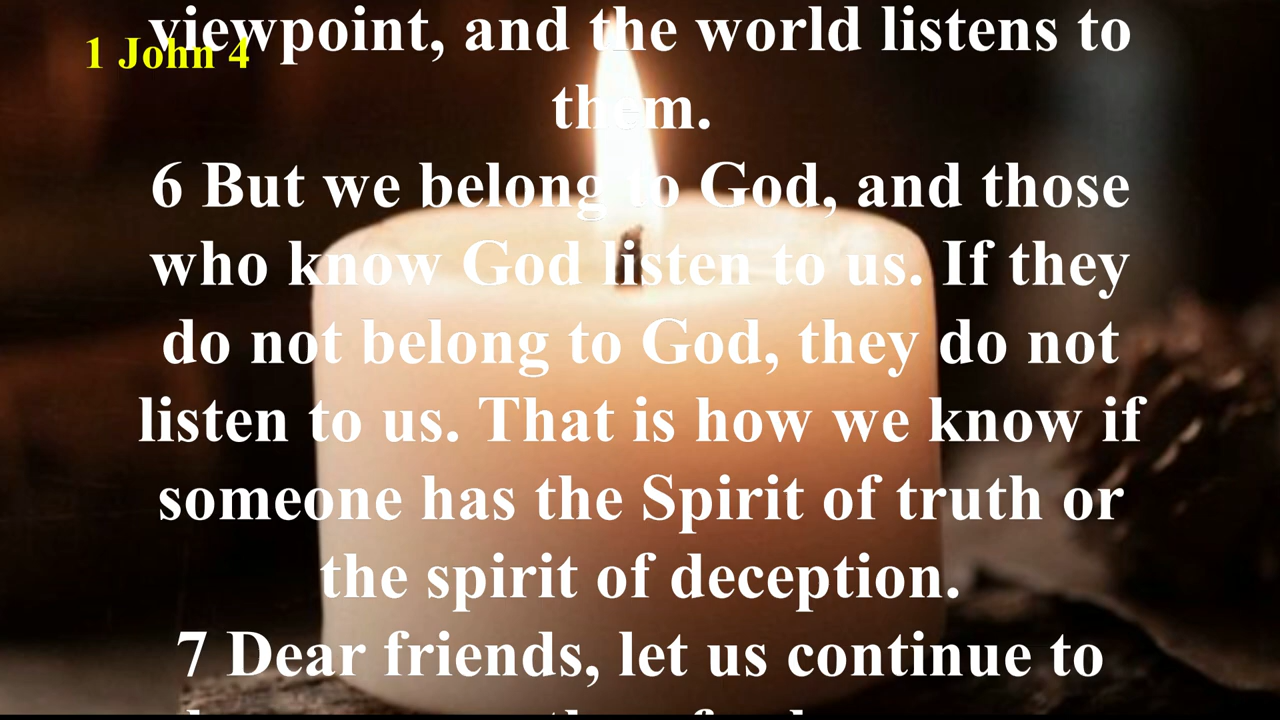 viewpoint, and the world listens to
1 John 4
them.
6 But we belong to God, and those
who know God listen to us. If they
do not belong to God, they do not
listen to us. That is how we know if
someone has the Spirit of truth or
the spirit of deception.
7 Dear friends, let us continue to